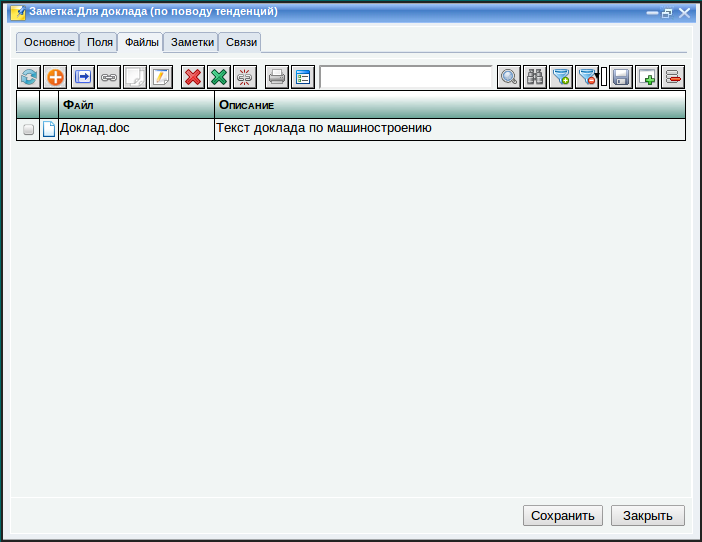 Заметка:Для доклада (по поводу тенденций)
Основное Поля Файлы Заметки Связи
Файл Описание
Доклад.doc Текст доклада по машиностроению
Сохранить Закрыть